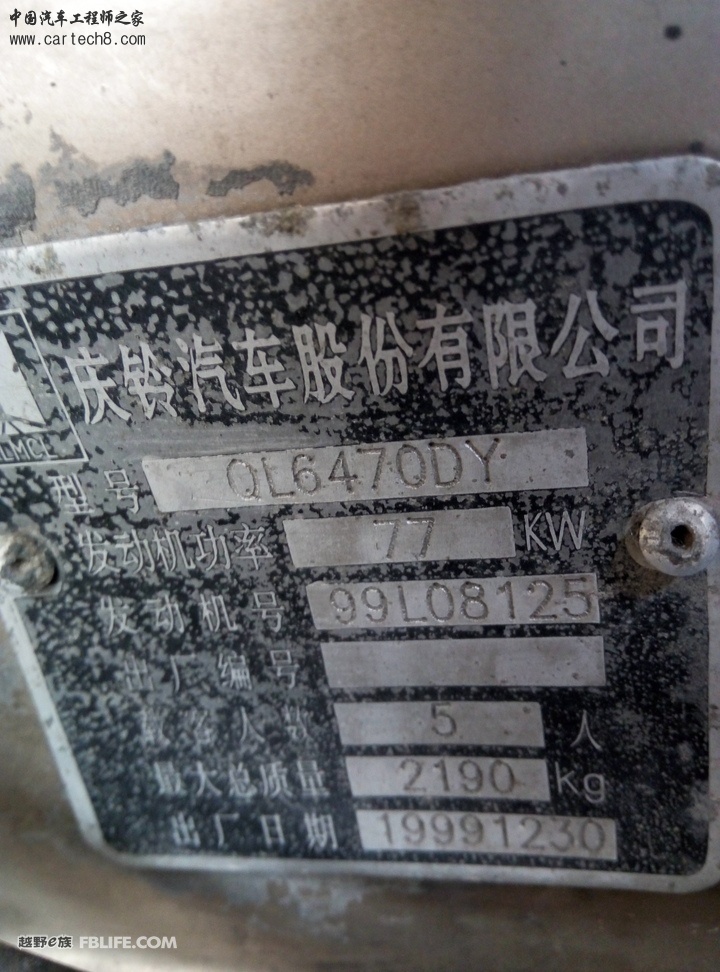 中国汽车工程师之家
www.cartech8.com
庆铃汽车股份有限公司
型号 QL6470DY
发动机功率 77 KW
发动机号 99L08125
出厂编号
载客人数 5 人
最大总质量 2190 Kg
出厂日期 19991230
越野e族 FBLIFE.COM